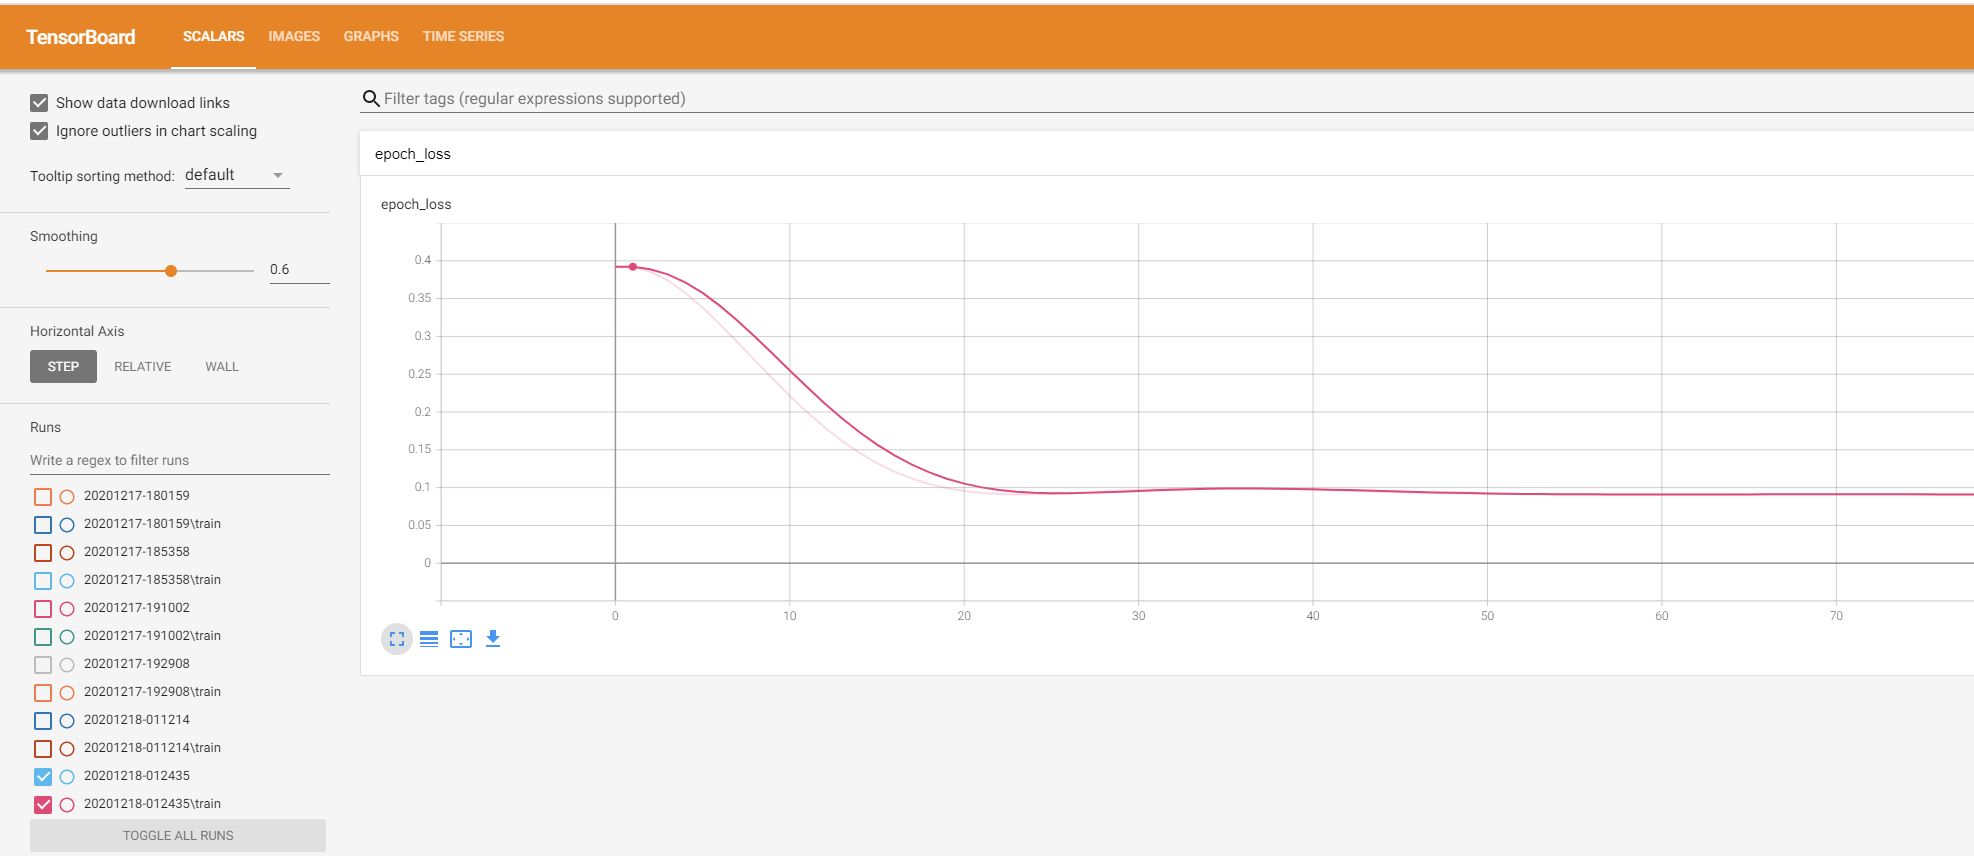 TensorBoard SCALARS IMAGES GRAPHS TIME SERIES
Show data download links
Ignore outliers in chart scaling
Tooltip sorting method: default
Smoothing
0.6
Horizontal Axis
STEP RELATIVE WALL
Runs
Write a regex to filter runs
20201217-180159
20201217-180159\train
20201217-185358
20201217-185358\train
20201217-191002
20201217-191002\train
20201217-192908
20201217-192908\train
20201218-011214
20201218-011214\train
20201218-012435
20201218-012435\train
TOGGLE ALL RUNS
Filter tags (regular expressions supported)
epoch_loss
epoch_loss
0.4
0.35
0.3
0.25
0.2
0.15
0.1
0.05
0
0 10 20 30 40 50 60 70